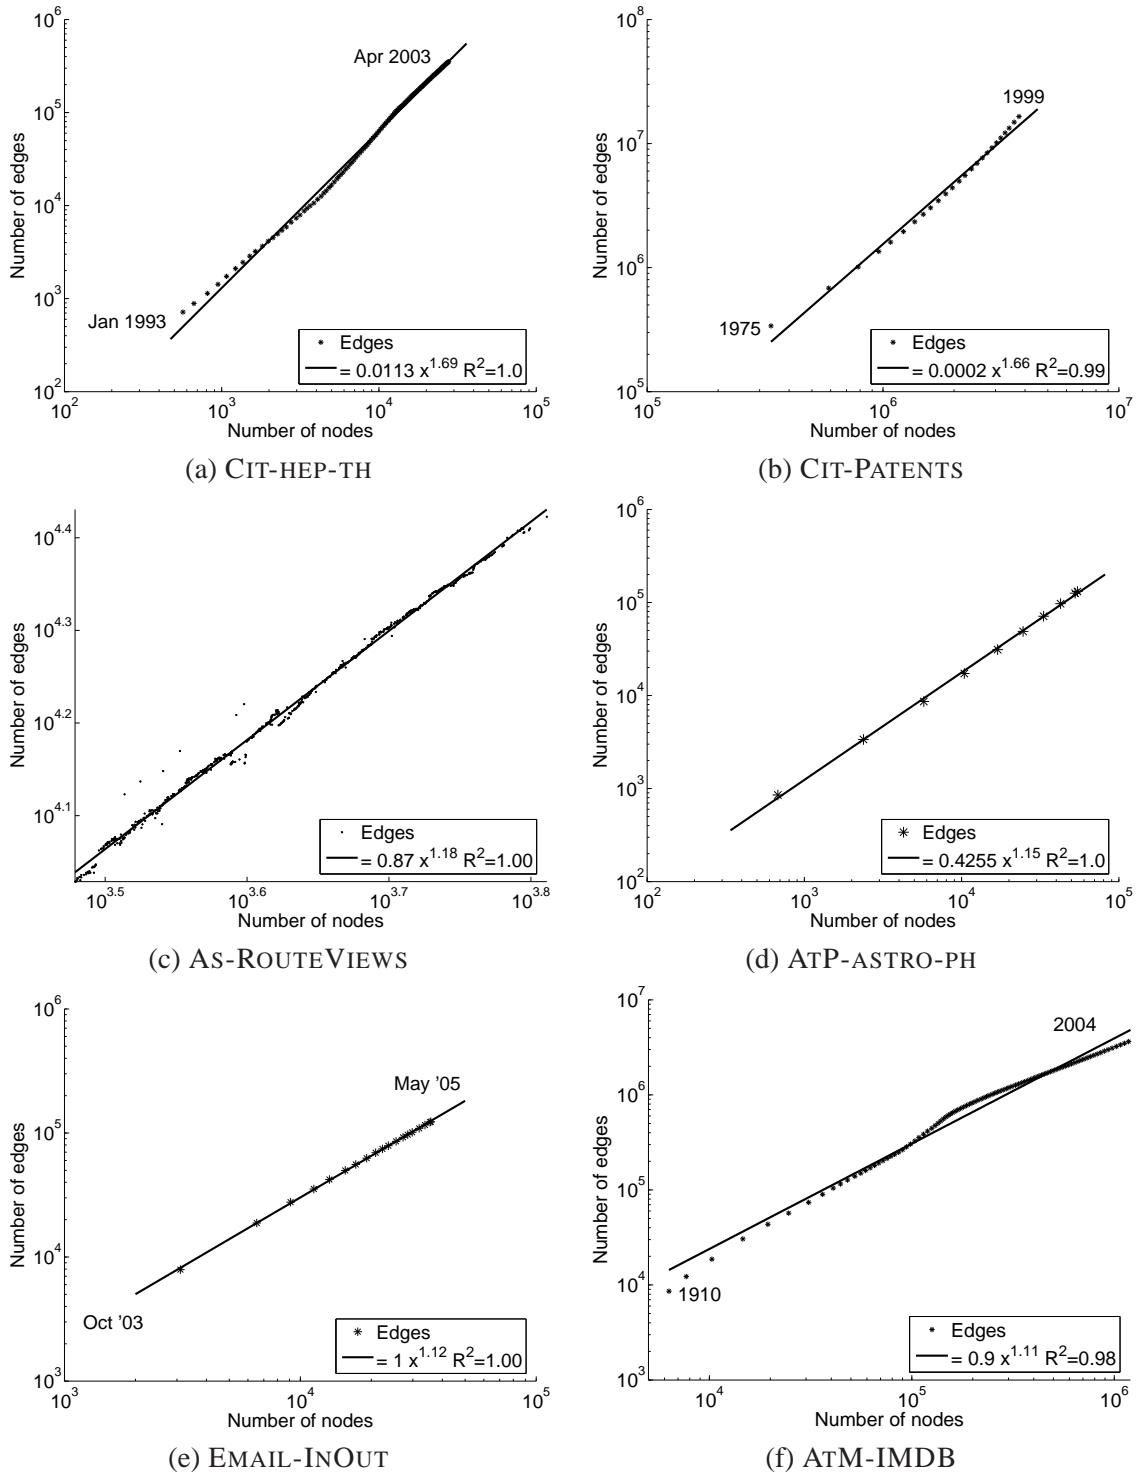 10^6
10^5
10^4
10^3
10^2
Number of edges
Apr 2003
Jan 1993
Edges
= 0.0113 x^1.69 R^2=1.0
10^2 10^3 10^4 10^5
Number of nodes
(a) CIT-HEP-TH
10^8
10^7
10^6
10^5
Number of edges
1999
1975
Edges
= 0.0002 x^1.66 R^2=0.99
10^5 10^6 10^7
Number of nodes
(b) CIT-PATENTS
10^4.4
10^4.3
10^4.2
10^4.1
Number of edges
Edges
= 0.87 x^1.18 R^2=1.00
10^3.5 10^3.6 10^3.7 10^3.8
Number of nodes
(c) AS-ROUTEVIEWS
10^6
10^5
10^4
10^3
10^2
Number of edges
Edges
= 0.4255 x^1.15 R^2=1.0
10^2 10^3 10^4 10^5
Number of nodes
(d) ATP-ASTRO-PH
10^6
10^5
10^4
10^3
Number of edges
May '05
Oct '03
Edges
= 1 x^1.12 R^2=1.00
10^3 10^4 10^5
Number of nodes
(e) EMAIL-INOUT
10^7
10^6
10^5
10^4
10^3
Number of edges
2004
1910
Edges
= 0.9 x^1.11 R^2=0.98
10^4 10^5 10^6
Number of nodes
(f) ATM-IMDB